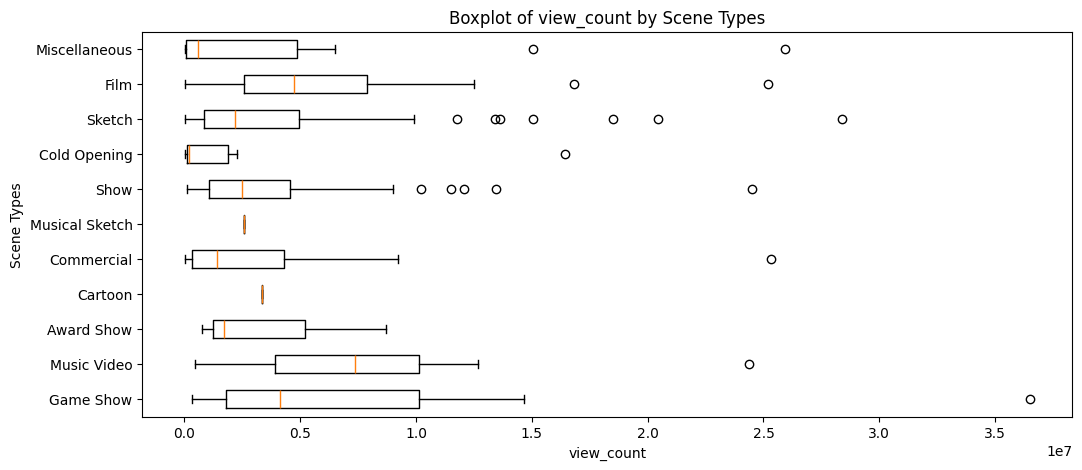 Boxplot of view_count by Scene Types
Scene Types
Miscellaneous
Film
Sketch
Cold Opening
Show
Musical Sketch
Commercial
Cartoon
Award Show
Music Video
Game Show
0.0 0.5 1.0 1.5 2.0 2.5 3.0 3.5
1e7
view_count